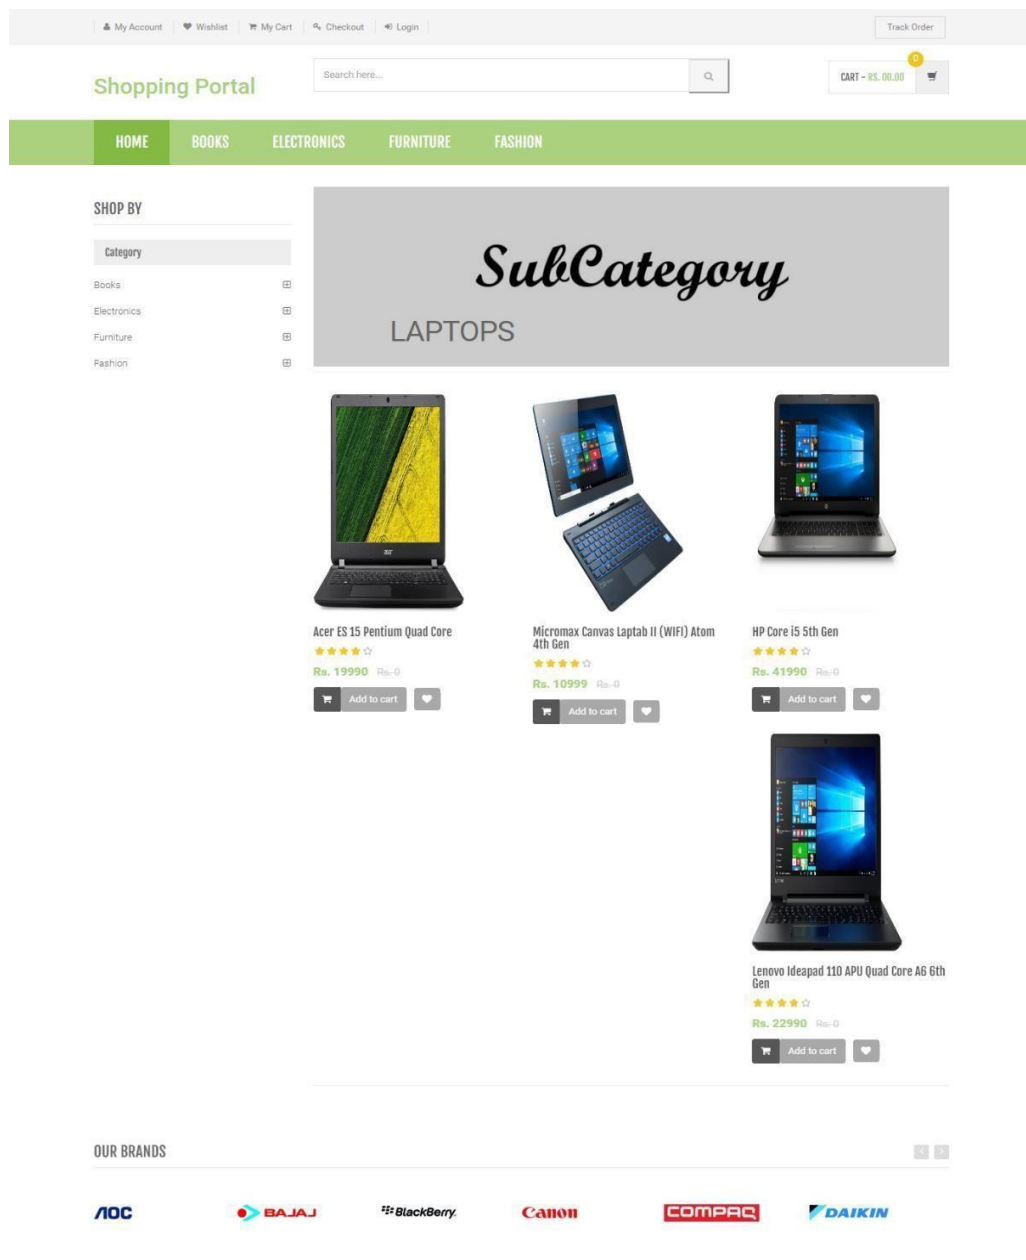 My Account
Wishlist
My Cart
Checkout
Login
Track Order
Shopping Portal
Search here...
CART - RS. 00.00
0
HOME
BOOKS
ELECTRONICS
FURNITURE
FASHION
SHOP BY
Category
Books
Electronics
Furniture
Fashion
SubCategory
LAPTOPS
acer
Acer ES 15 Pentium Quad Core
Rs. 19990 Rs. 0
Add to cart
Micromax Canvas Laptab II (WIFI) Atom
4th Gen
Rs. 10999 Rs. 0
Add to cart
HP Core i5 5th Gen
Rs. 41990 Rs. 0
Add to cart
Lenovo Ideapad 110 APU Quad Core A6 6th
Gen
Rs. 22990 Rs. 0
Add to cart
OUR BRANDS
AOC
BAJAJ
BlackBerry.
Canon
COMPAQ
DAIKIN